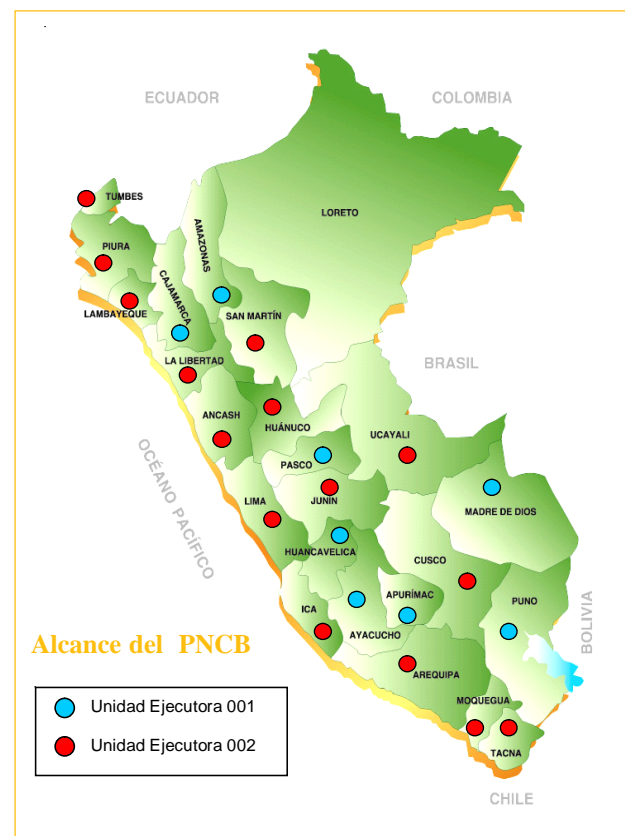 ECUADOR
COLOMBIA
TUMBES
LORETO
AMAZONAS
PIURA
CAJAMARCA
LAMBAYEQUE
SAN MARTÍN
LA LIBERTAD
BRASIL
ANCASH
HUÁNUCO
UCAYALI
OCÉANO PACÍFICO
PASCO
LIMA
JUNÍN
MADRE DE DIOS
HUANCAVELICA
CUSCO
APURÍMAC
PUNO
ICA
AYACUCHO
BOLIVIA
Alcance del PNCB
AREQUIPA
MOQUEGUA
Unidad Ejecutora 001
Unidad Ejecutora 002
TACNA
CHILE